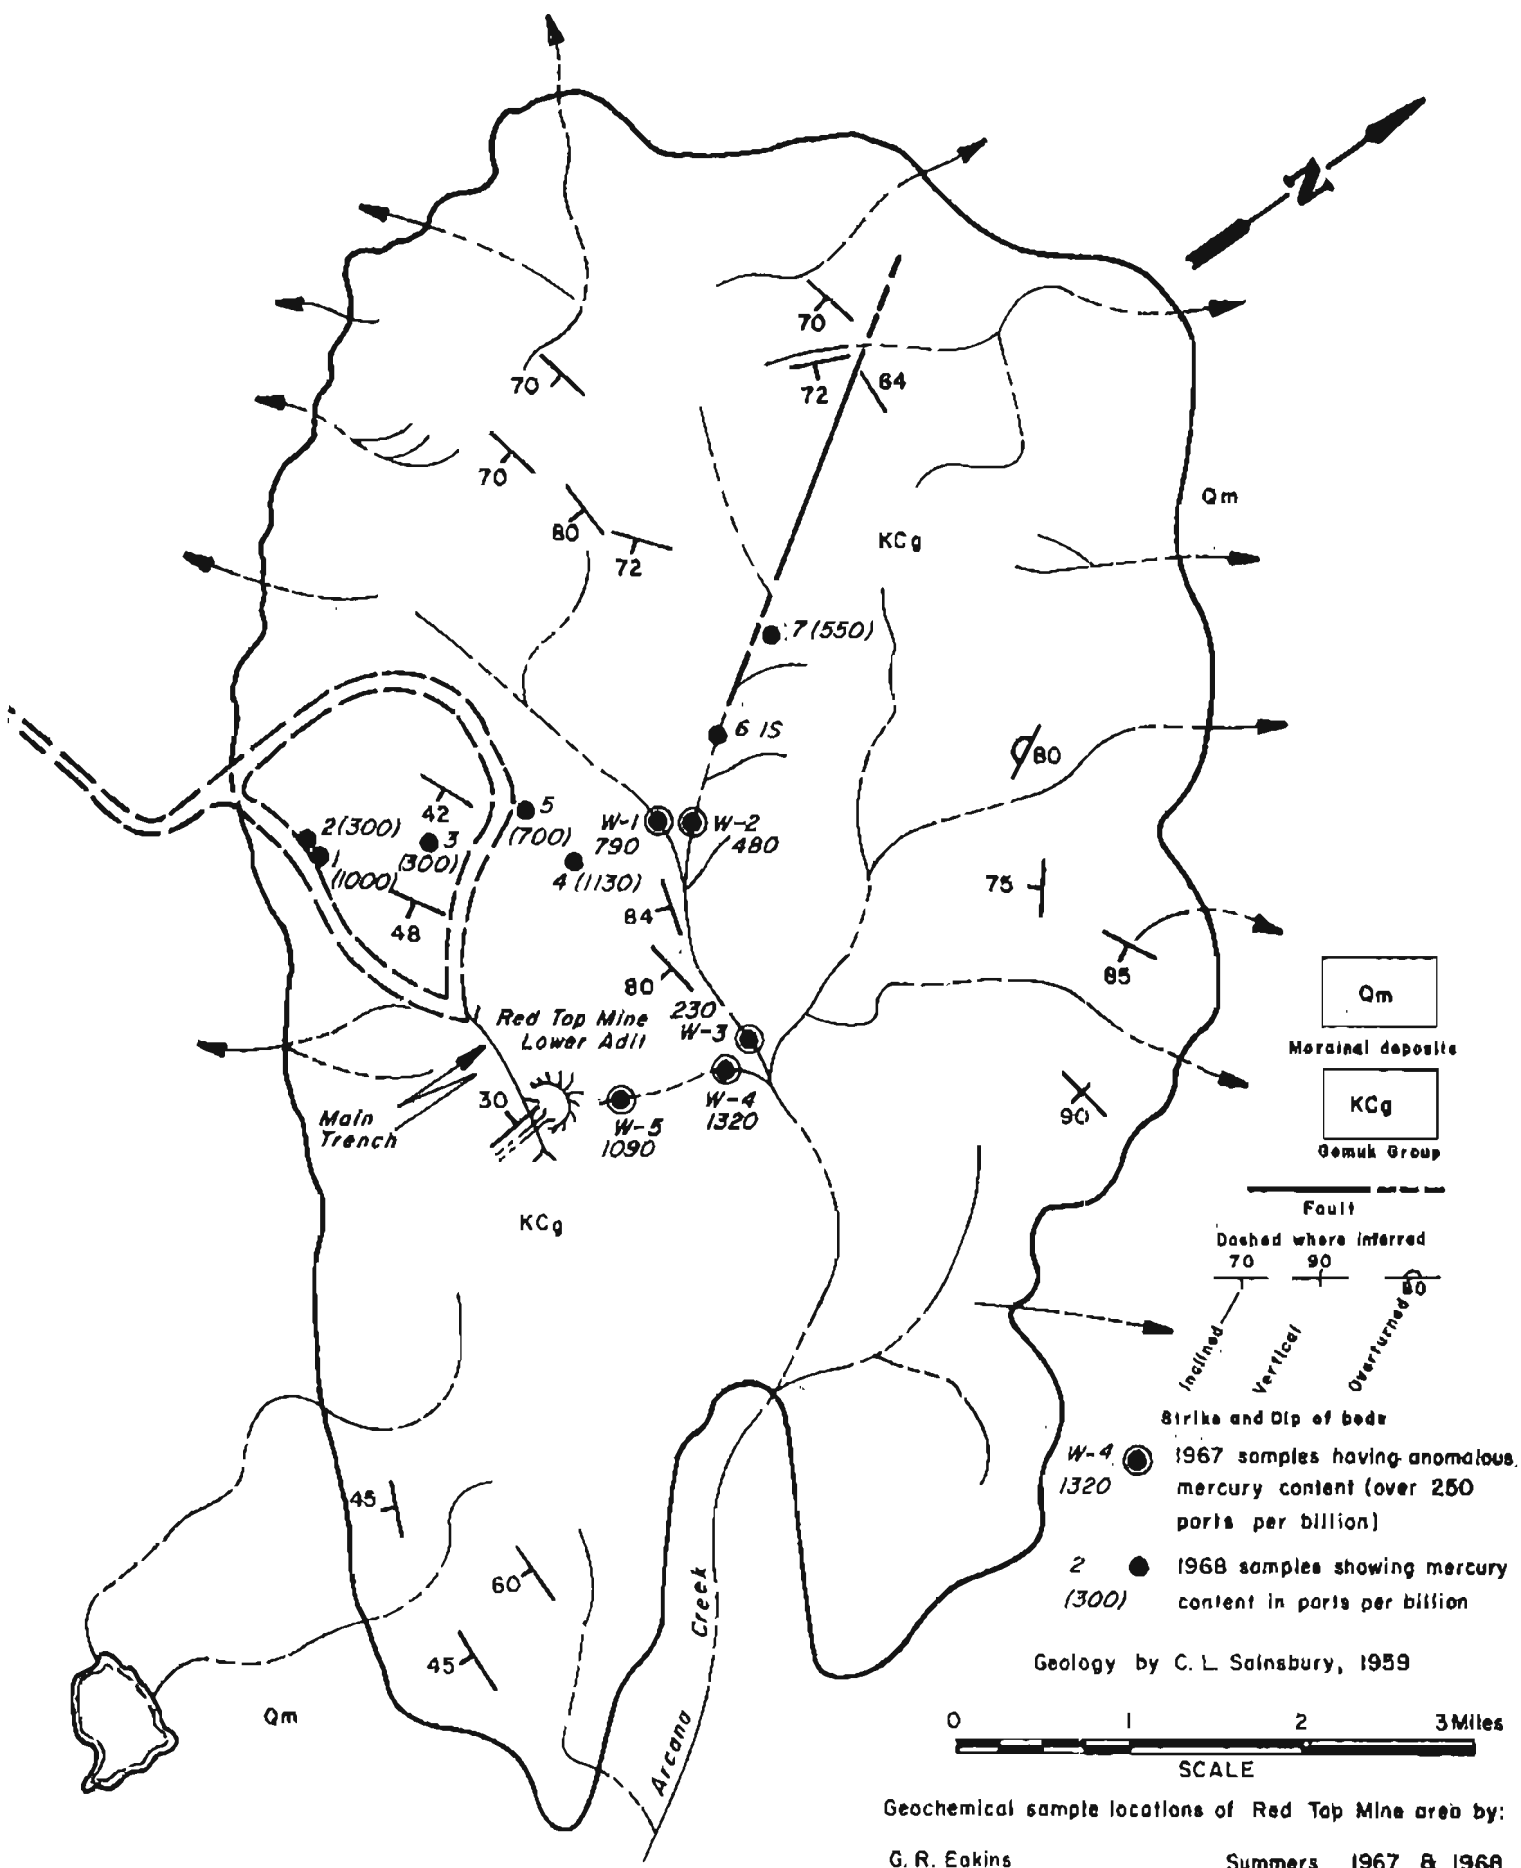 N
70
72
64
70
70
80
72
Qm
KCg
7 (550)
6 IS
80
42
2 (300)
1
(1000)
3
(300)
5
(700)
4 (1130)
W-1
790
W-2
480
84
48
80
75
85
230
W-3
Red Top Mine
Lower Adit
Main
Trench
30
W-5
1090
W-4
1320
90
KCg
45
60
45
Qm
Arcana Creek
Qm
Morainal deposits
KCg
Gemuk Group
Fault
Dashed where inferred
70 90 80
Inclined
Vertical
Overturned
Strike and Dip of beds
W-4
1320
1967 samples having anomalous
mercury content (over 250
parts per billion)
2
(300)
1968 samples showing mercury
content in parts per billion
Geology by C. L. Sainsbury, 1959
0 1 2 3 Miles
SCALE
Geochemical sample locations of Red Top Mine area by:
G. R. Eakins Summers 1967 & 1968